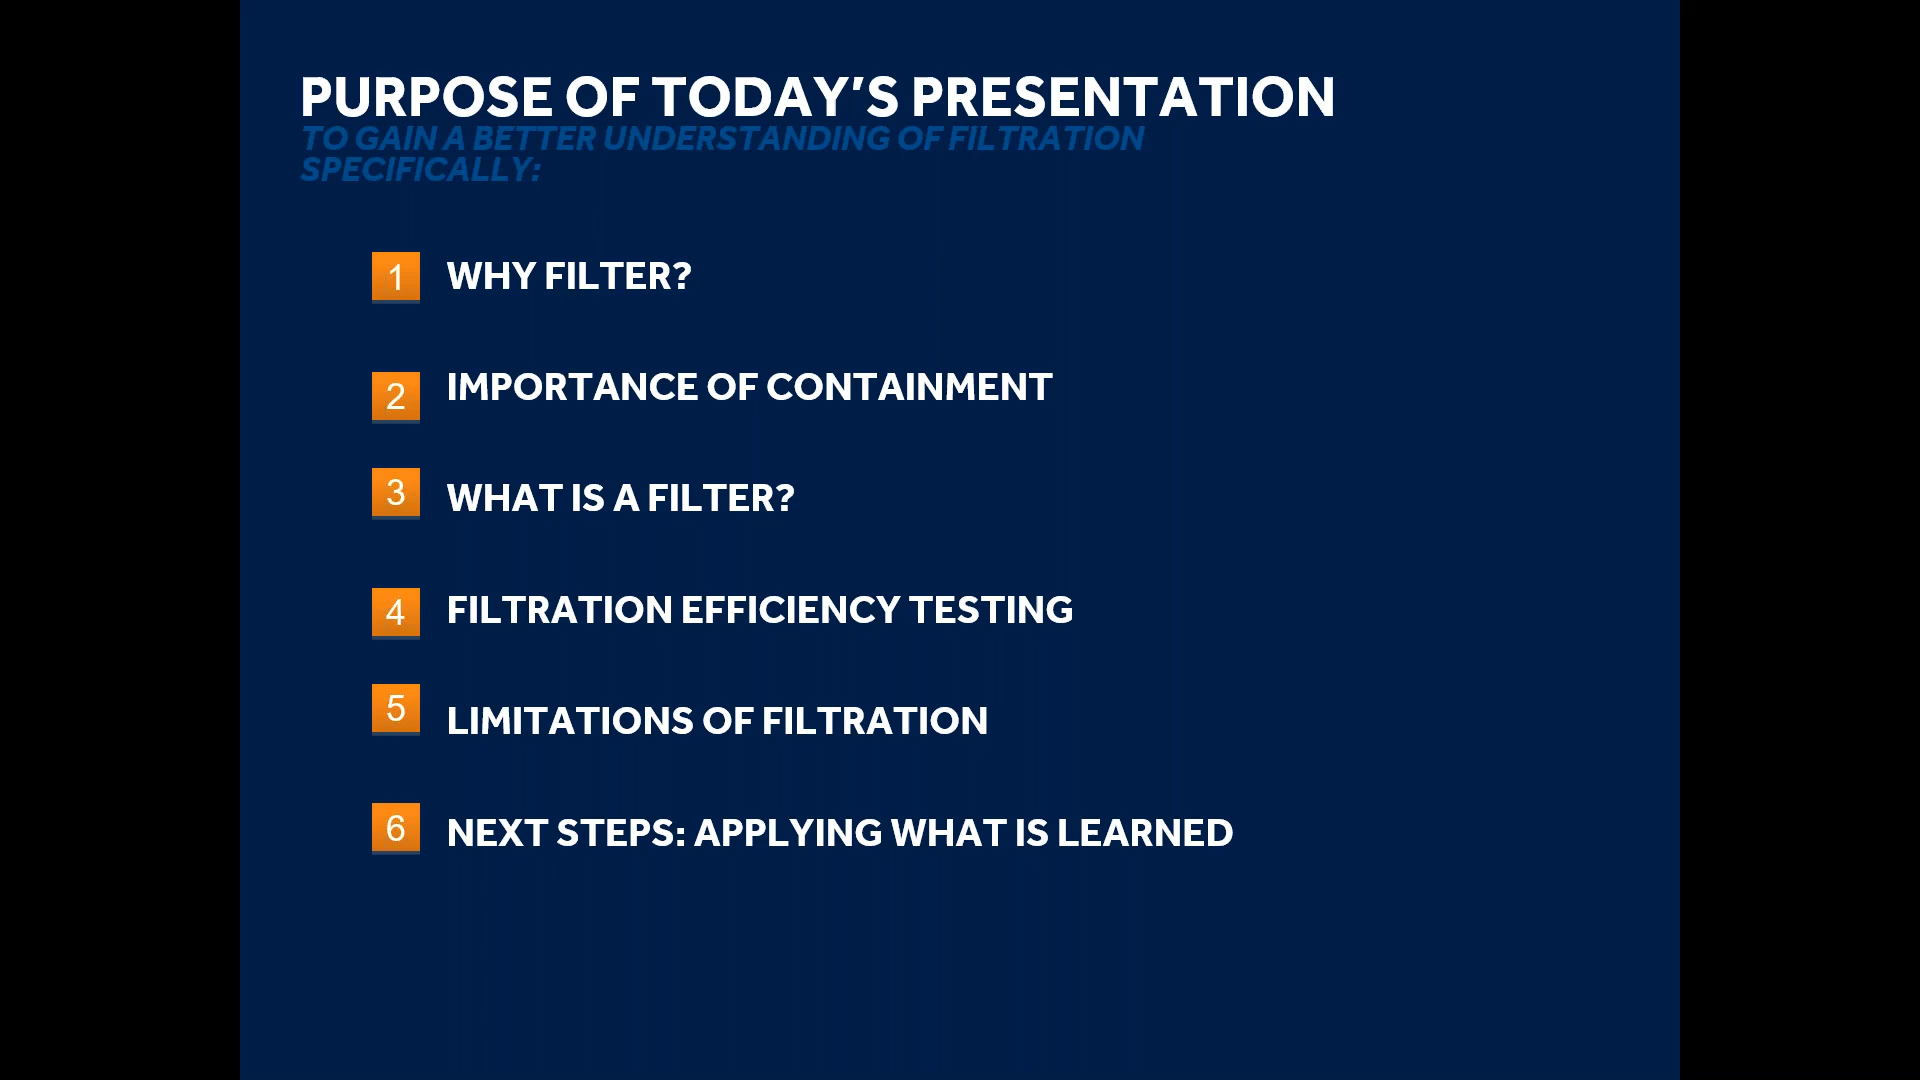 PURPOSE OF TODAY'S PRESENTATION
TO GAIN A BETTER UNDERSTANDING OF FILTRATION
SPECIFICALLY:
1 WHY FILTER?
2 IMPORTANCE OF CONTAINMENT
3 WHAT IS A FILTER?
4 FILTRATION EFFICIENCY TESTING
5 LIMITATIONS OF FILTRATION
6 NEXT STEPS: APPLYING WHAT IS LEARNED